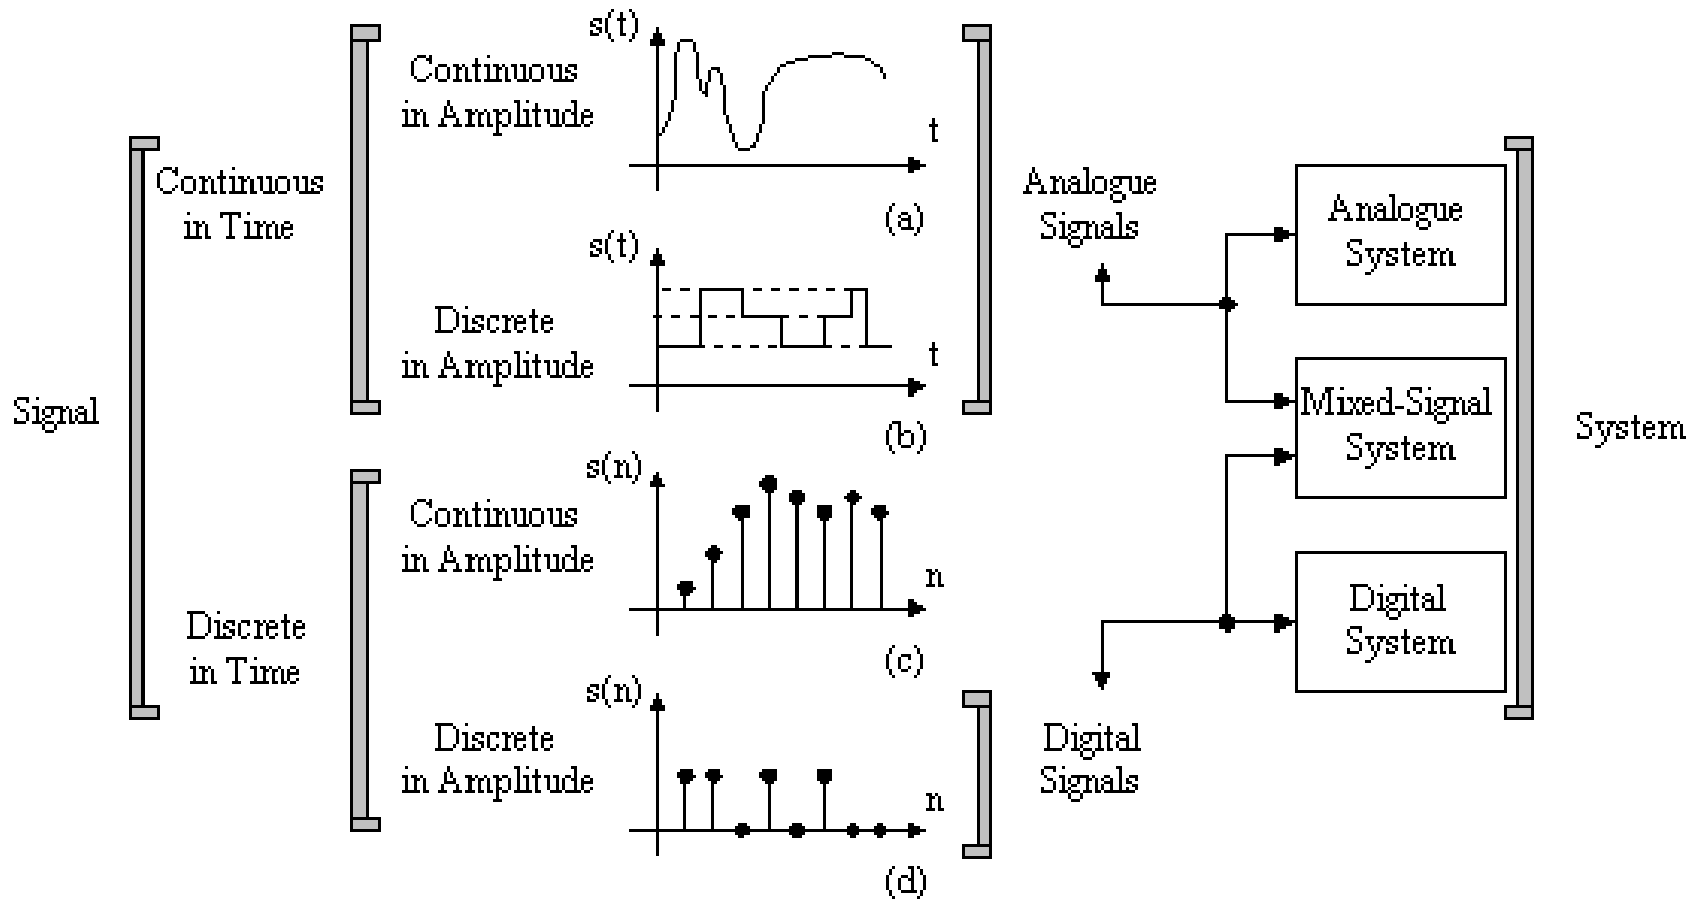 Signal
Continuous
in Time
Discrete
in Time
Continuous
in Amplitude
s(t)
t
(a)
Discrete
in Amplitude
s(t)
t
(b)
Continuous
in Amplitude
s(n)
n
(c)
Discrete
in Amplitude
s(n)
n
(d)
Analogue
Signals
Digital
Signals
Analogue
System
Mixed-Signal
System
Digital
System
System